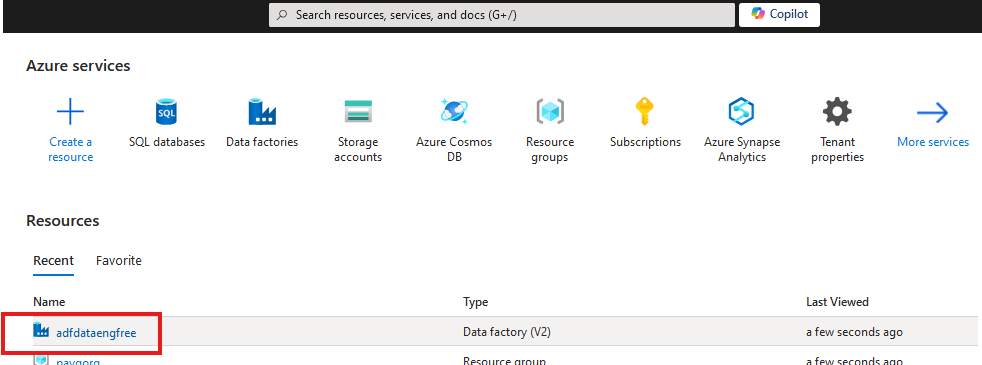 Search resources, services, and docs (G+/)
Copilot
Azure services
SQL
Create a
resource
SQL databases
Data factories
Storage
accounts
Azure Cosmos
DB
Resource
groups
Subscriptions
Azure Synapse
Analytics
Tenant
properties
More services
Resources
Recent
Favorite
Name
Type
Last Viewed
adfdataengfree
Data factory (V2)
a few seconds ago
Resource group
a few seconds ago